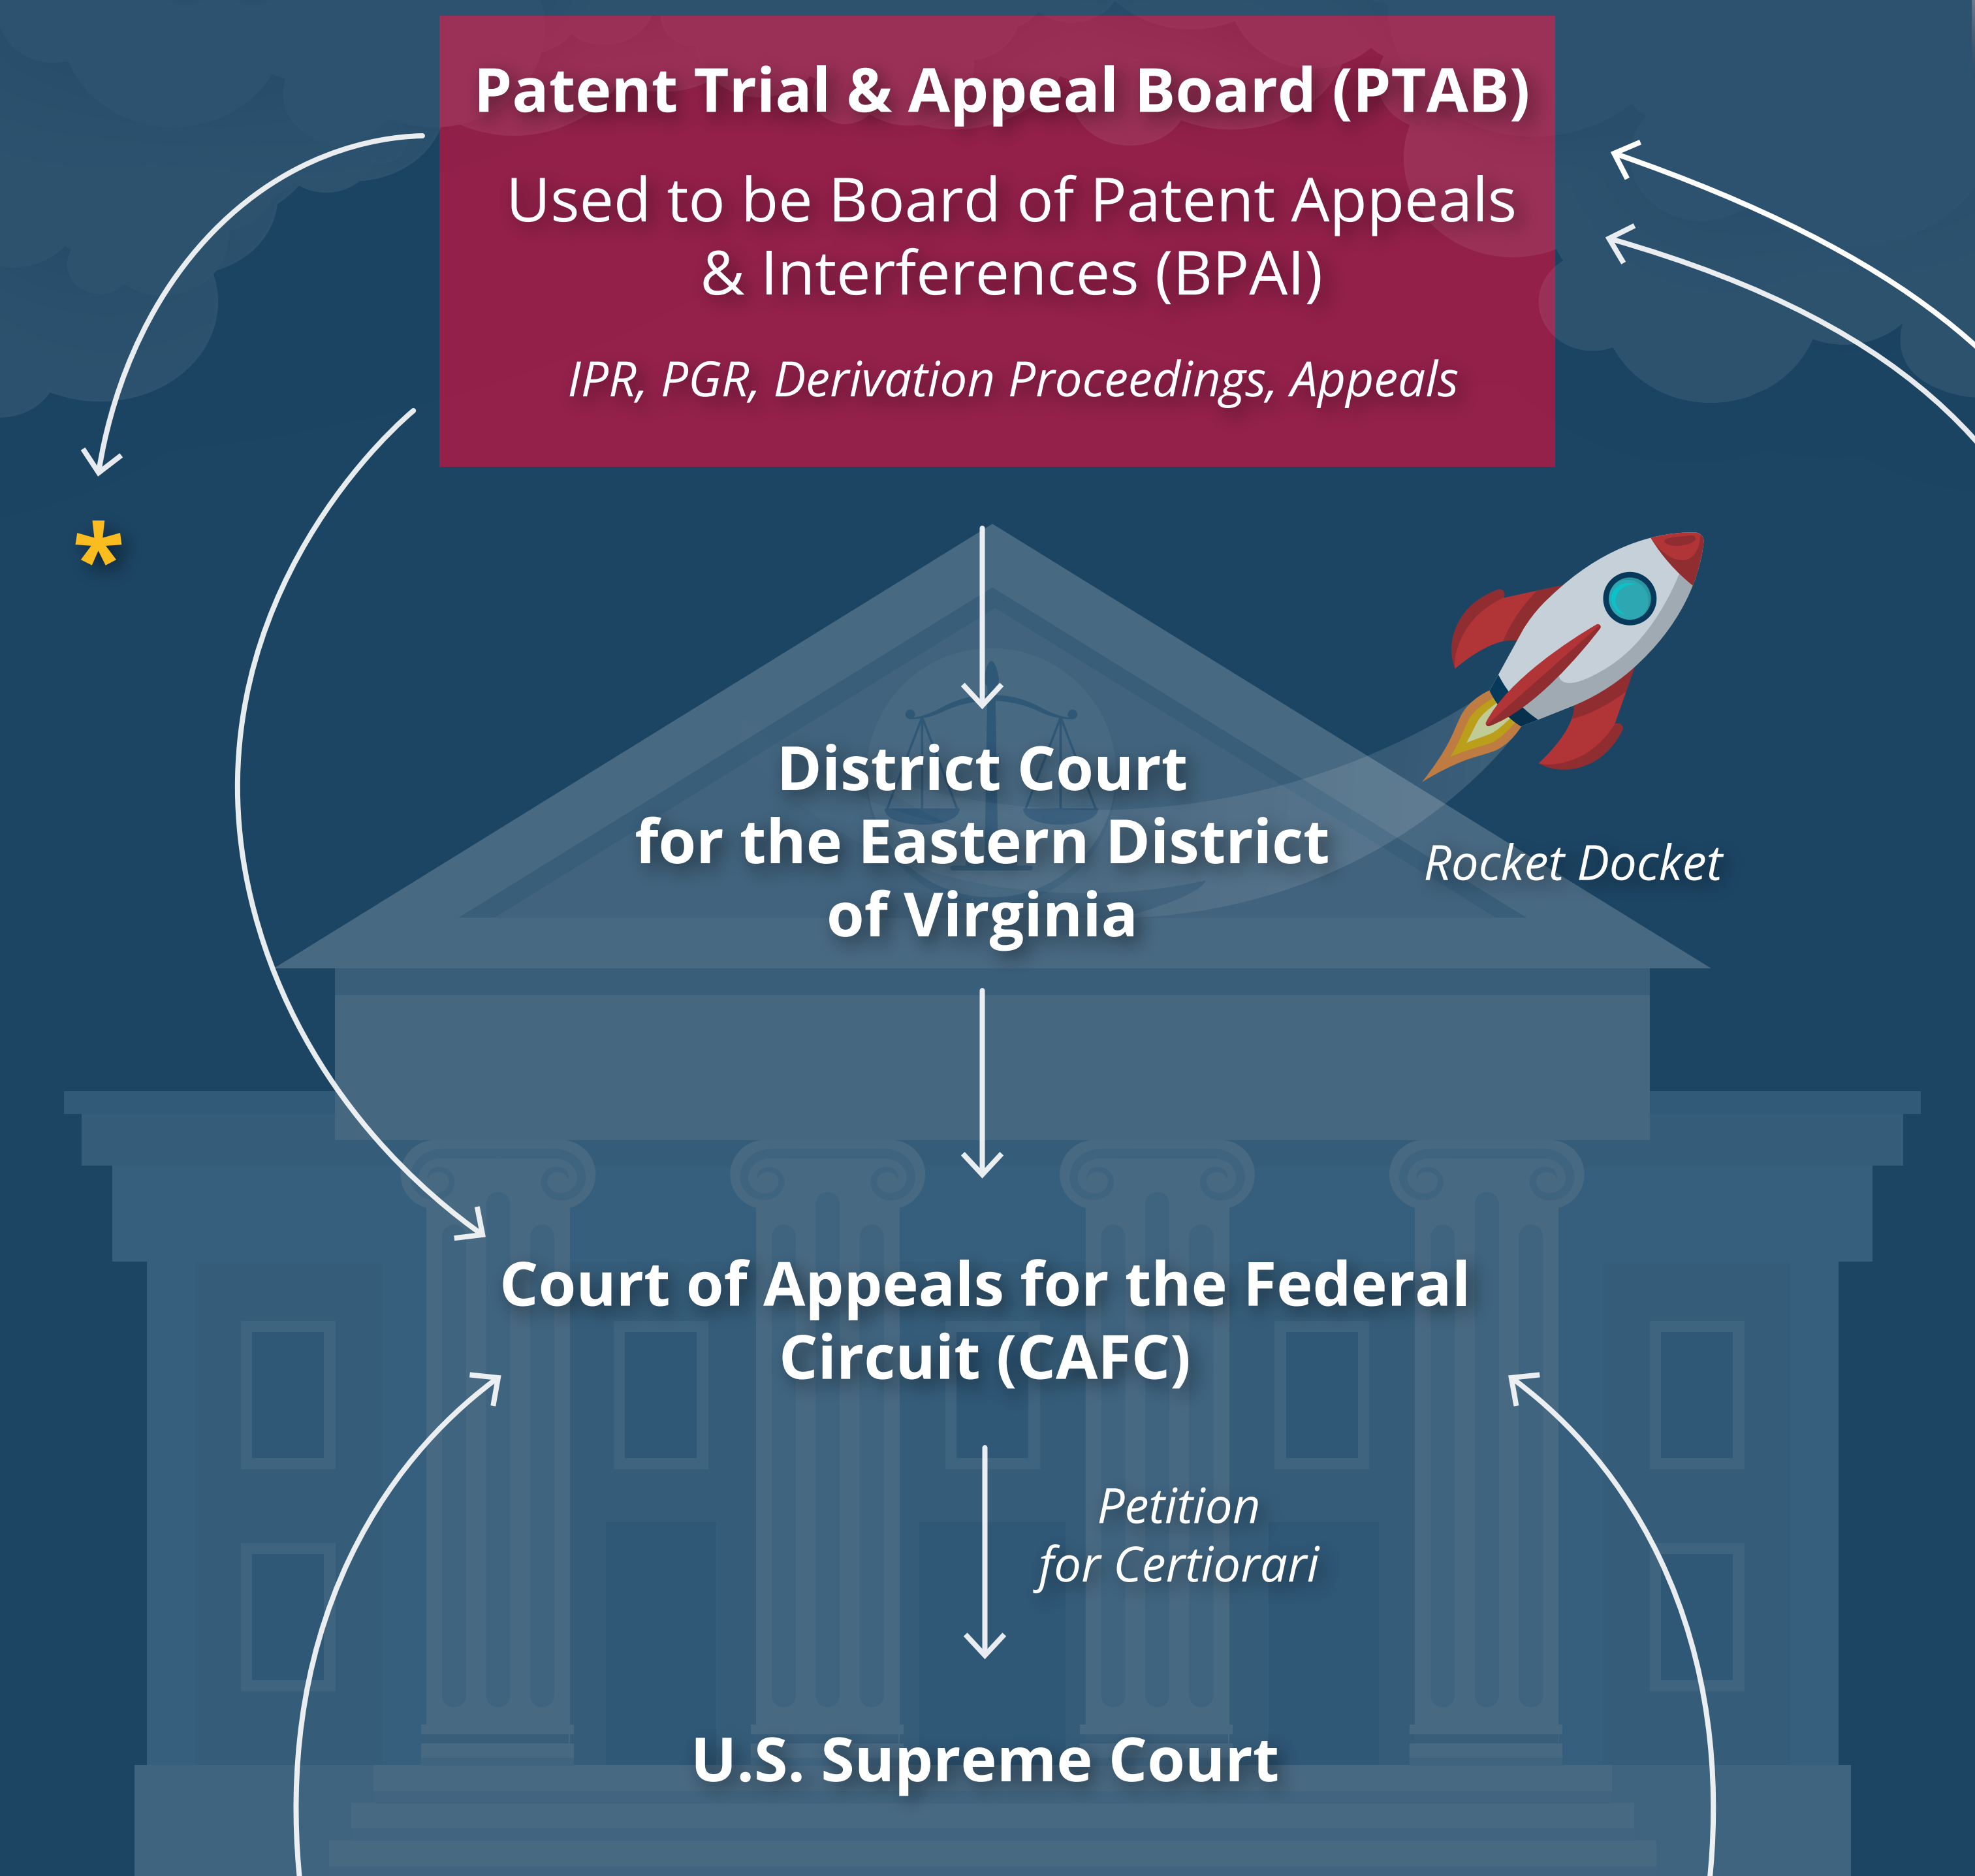 Patent Trial & Appeal Board (PTAB)
Used to be Board of Patent Appeals
& Interferences (BPAI)
IPR, PGR, Derivation Proceedings, Appeals
*
District Court
for the Eastern District
of Virginia
Rocket Docket
Court of Appeals for the Federal
Circuit (CAFC)
Petition
for Certiorari
U.S. Supreme Court